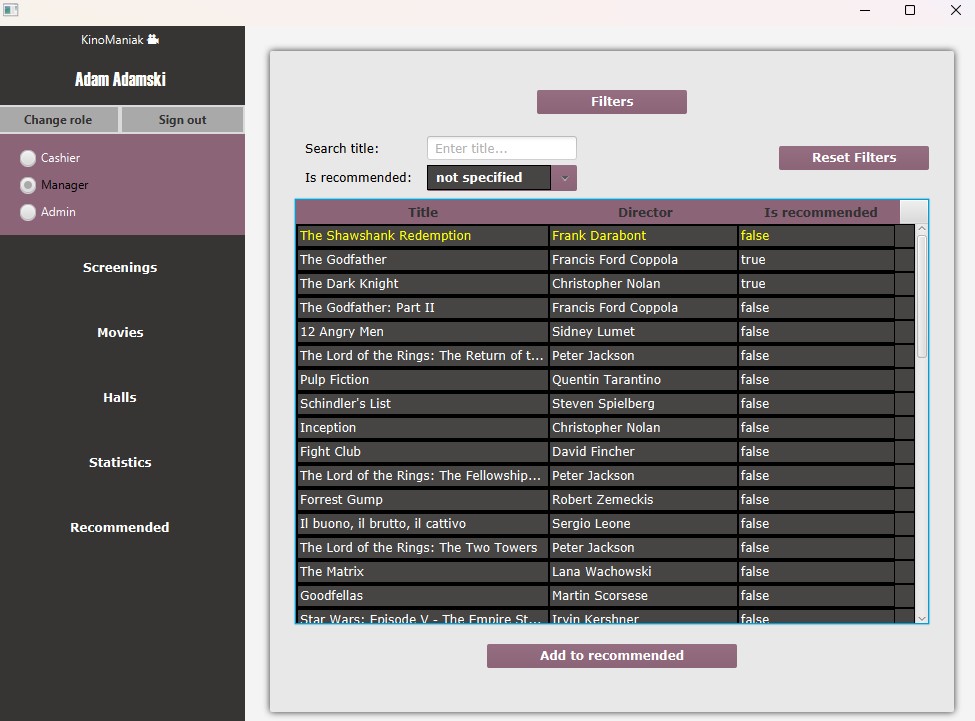 KinoManiak
Adam Adamski
Change role Sign out
Cashier
Manager
Admin
Screenings
Movies
Halls
Statistics
Recommended
Filters
Search title: Enter title...
Is recommended: not specified
Reset Filters
Title Director Is recommended
The Shawshank Redemption Frank Darabont false
The Godfather Francis Ford Coppola true
The Dark Knight Christopher Nolan true
The Godfather: Part II Francis Ford Coppola false
12 Angry Men Sidney Lumet false
The Lord of the Rings: The Return of t... Peter Jackson false
Pulp Fiction Quentin Tarantino false
Schindler's List Steven Spielberg false
Inception Christopher Nolan false
Fight Club David Fincher false
The Lord of the Rings: The Fellowship... Peter Jackson false
Forrest Gump Robert Zemeckis false
Il buono, il brutto, il cattivo Sergio Leone false
The Lord of the Rings: The Two Towers Peter Jackson false
The Matrix Lana Wachowski false
Goodfellas Martin Scorsese false
Star Wars: Episode V - The Empire St... Irvin Kershner false
Add to recommended